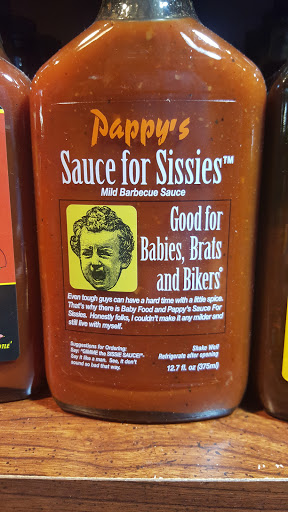 Pappy's
Sauce for Sissies™
Mild Barbecue Sauce
Good for
Babies, Brats
and Bikers®
Even tough guys can have a hard time with a little spice.
That's why there is Baby Food and Pappy's Sauce For
Sissies. Honestly folks, I couldn't make it any milder and
still live with myself.
Suggestions for Ordering:
Say: "GIMME the SISSIE SAUCE!"
Say it like a man. See, it don't
sound so bad that way.
Shake Well
Refrigerate after opening
12.7 fl. oz (375ml)